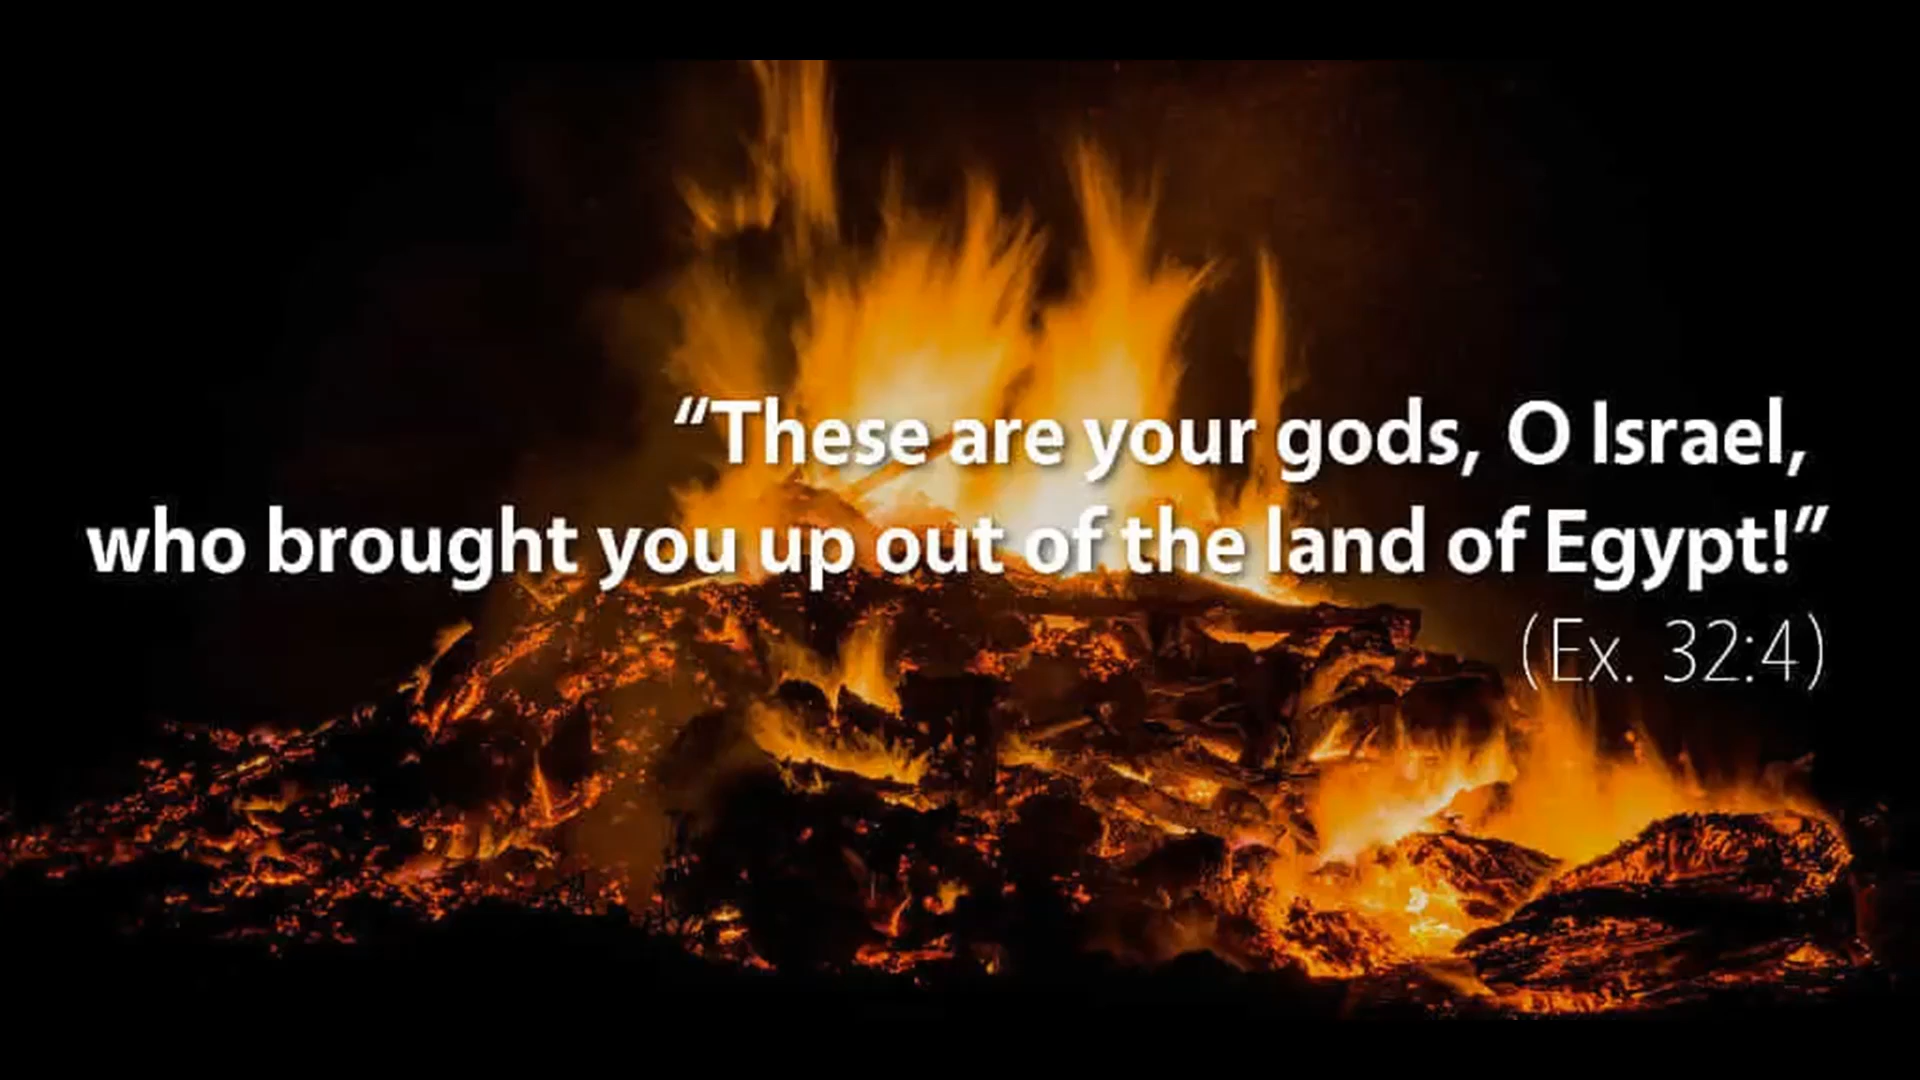 “These are your gods, O Israel,
who brought you up out of the land of Egypt!”
(Ex. 32:4)